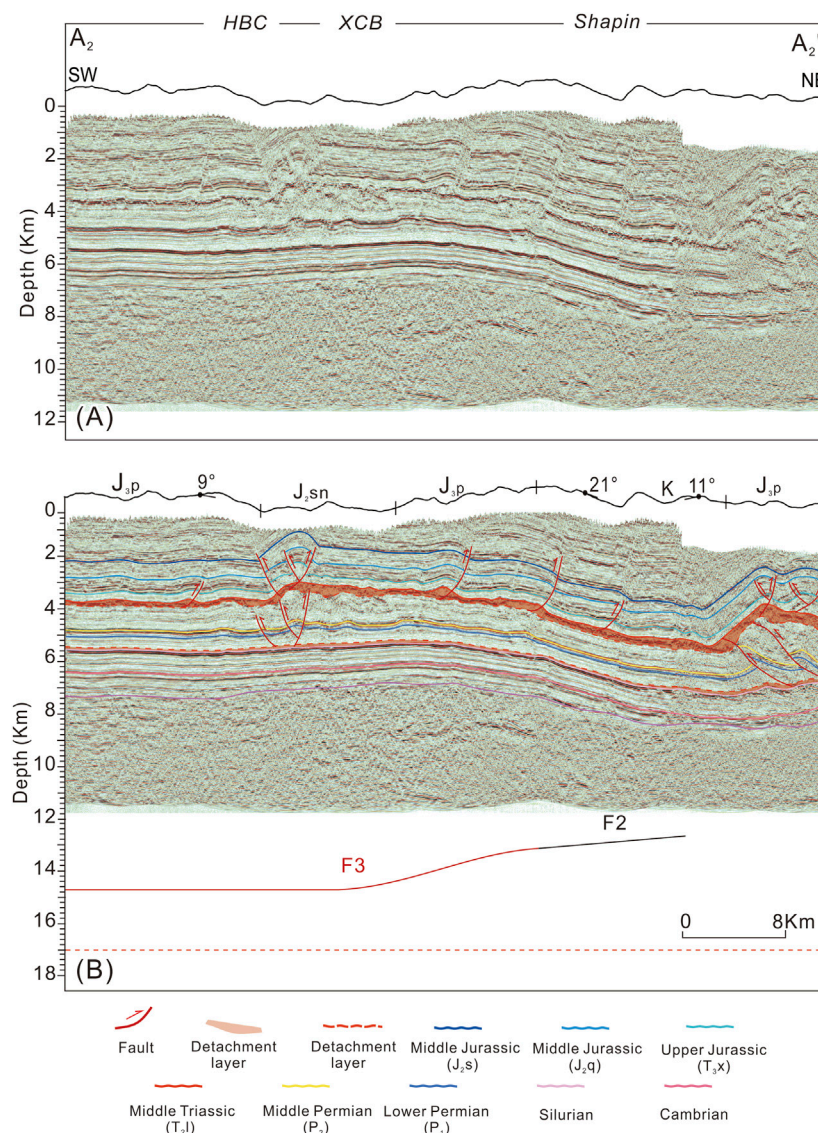 HBC XCB Shapin
A₂ A₂'
SW NE
0
2
4
6
8
10
12
Depth (Km)
(A)
J₃p 9° J₂sn J₃p 21° K 11° J₃p
0
2
4
6
8
10
12
14
16
18
Depth (Km)
F2
F3
0 8Km
(B)
Fault
Detachment layer
Detachment layer
Middle Jurassic (J₂s)
Middle Jurassic (J₂q)
Upper Jurassic (T₃x)
Middle Triassic (T₂l)
Middle Permian (P₂)
Lower Permian (P₁)
Silurian
Cambrian